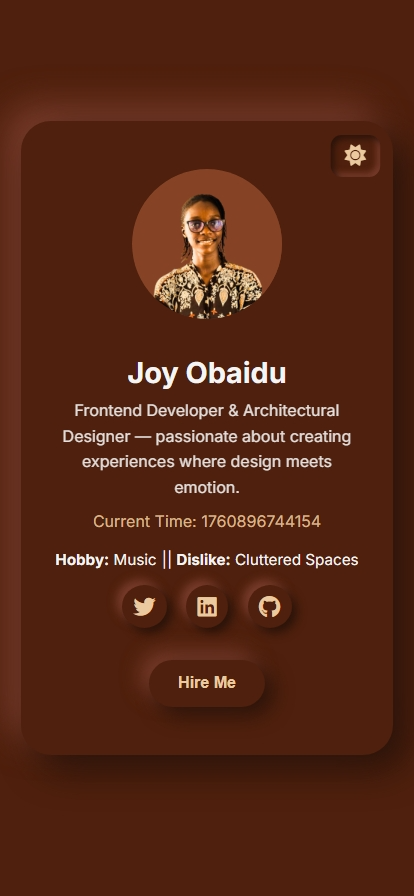 Joy Obaidu
Frontend Developer & Architectural
Designer — passionate about creating
experiences where design meets
emotion.
Current Time: 1760896744154
Hobby: Music || Dislike: Cluttered Spaces
Hire Me